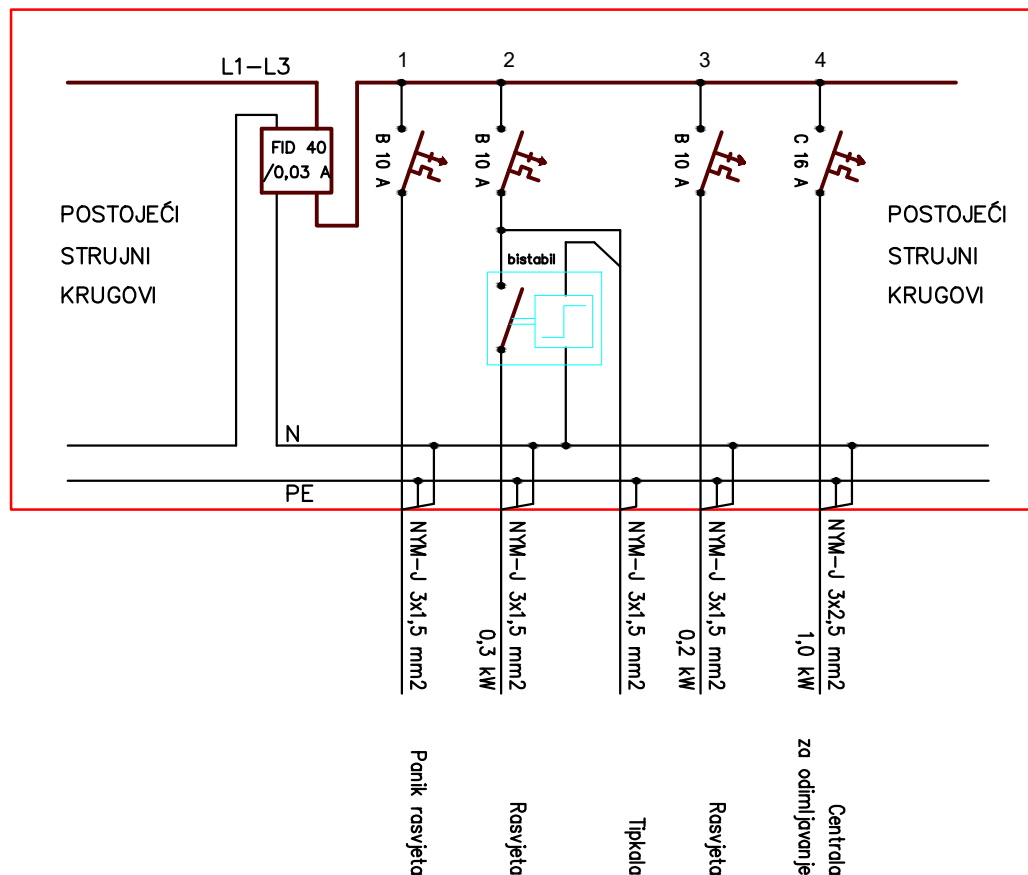 1
2
3
4
L1-L3
FID 40
/0,03 A
B 10 A
B 10 A
B 10 A
C 16 A
POSTOJEĆI
STRUJNI
KRUGOVI
bistabil
POSTOJEĆI
STRUJNI
KRUGOVI
N
PE
NYM-J 3x1,5 mm2
NYM-J 3x1,5 mm2
0,3 kW
NYM-J 3x1,5 mm2
NYM-J 3x1,5 mm2
0,2 kW
NYM-J 3x2,5 mm2
1,0 kW
Panik rasvjeta
Rasvjeta
Tipkala
Rasvjeta
Centrala
za odimljavanje